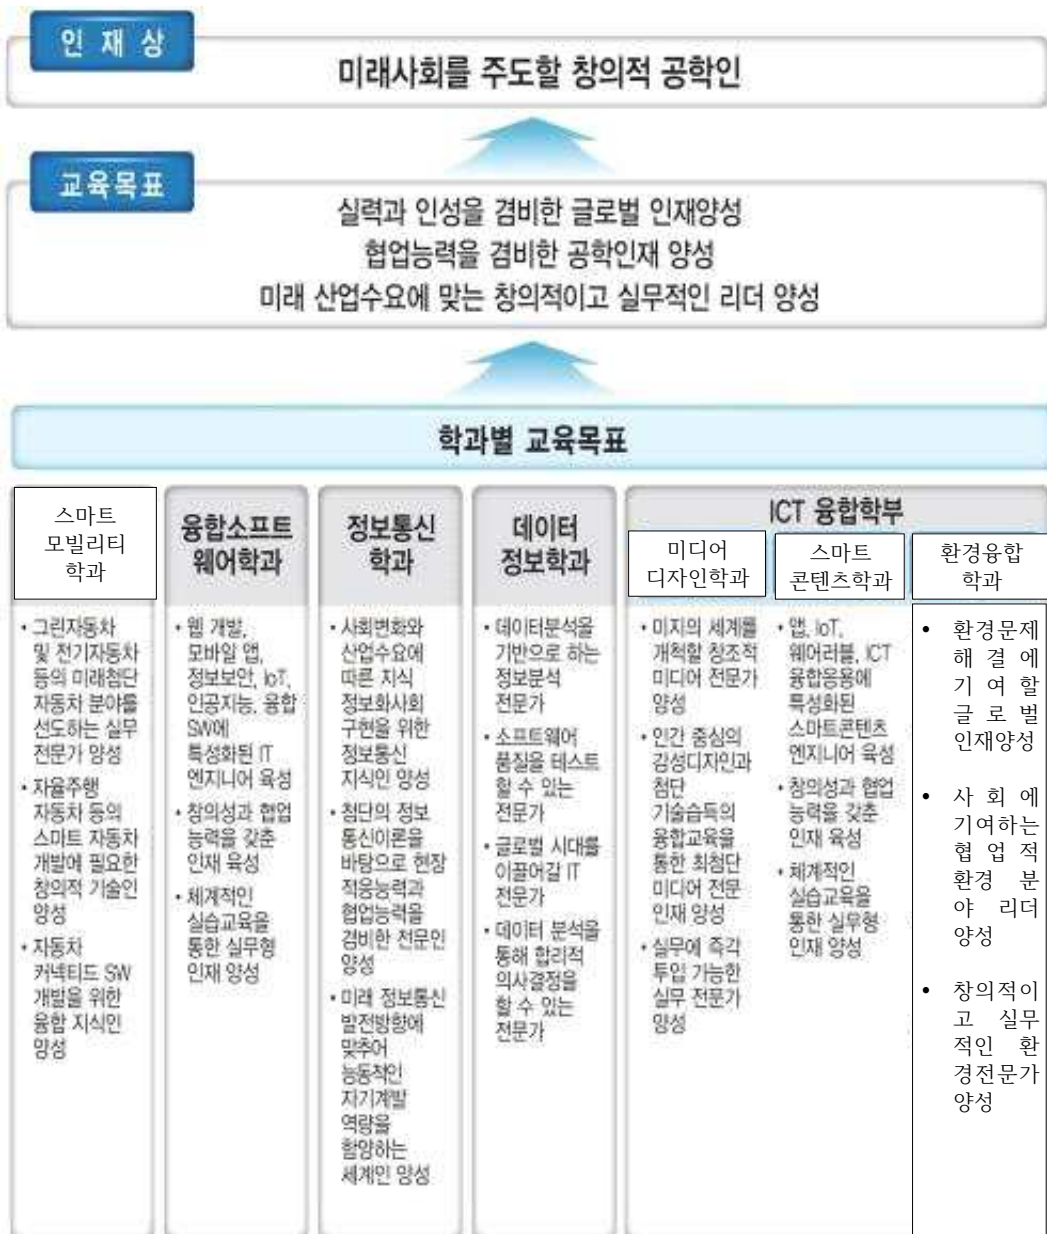 인 재 상
미래사회를 주도할 창의적 공학인
교육목표
실력과 인성을 겸비한 글로벌 인재양성
협업능력을 겸비한 공학인재 양성
미래 산업수요에 맞는 창의적이고 실무적인 리더 양성
학과별 교육목표
스마트
모빌리티
학과
• 그린자동차
및 전기자동차
등의 미래첨단
자동차 분야를
선도하는 실무
전문가 양성
• 자율주행
자동차 등의
스마트 자동차
개발에 필요한
창의적 기술인
양성
• 자동차
커넥티드 SW
개발을 위한
융합 지식인
양성
융합소프트
웨어학과
• 웹 개발,
모바일 앱,
정보보안, IoT,
인공지능, 융합
SW에
특성화된 IT
엔지니어 육성
• 창의성과 협업
능력을 갖춘
인재 육성
• 체계적인
실습교육을
통한 실무형
인재 양성
정보통신
학과
• 사회변화와
산업수요에
따른 지식
정보화사회
구현을 위한
정보통신
지식인 양성
• 첨단의 정보
통신이론을
바탕으로 현장
적응능력과
협업능력을
겸비한 전문인
양성
• 미래 정보통신
발전방향에
맞추어
능동적인
자기계발
역량을
함양하는
세계인 양성
데이터
정보학과
• 데이터분석을
기반으로 하는
정보분석
전문가
• 소프트웨어
품질을 테스트
할 수 있는
전문가
• 글로벌 시대를
이끌어갈 IT
전문가
• 데이터 분석을
통해 합리적
의사결정을
할 수 있는
전문가
ICT 융합학부
미디어
디자인학과
• 미지의 세계를
개척할 창조적
미디어 전문가
양성
• 인간 중심의
감성디자인과
첨단
기술습득의
융합교육을
통한 최첨단
미디어 전문
인재 양성
• 실무에 즉각
투입 가능한
실무 전문가
양성
스마트
콘텐츠학과
• 앱, IoT,
웨어러블, ICT
융합응용에
특성화된
스마트콘텐츠
엔지니어 육성
• 창의성과 협업
능력을 갖춘
인재 육성
• 체계적인
실습교육을
통한 실무형
인재 양성
환경융합
학과
• 환경문제
해결에
기여할
글로벌
인재양성
• 사회에
기여하는
협업적
환경 분
야 리더
양성
• 창의적이
고 실무
적인 환
경전문가
양성